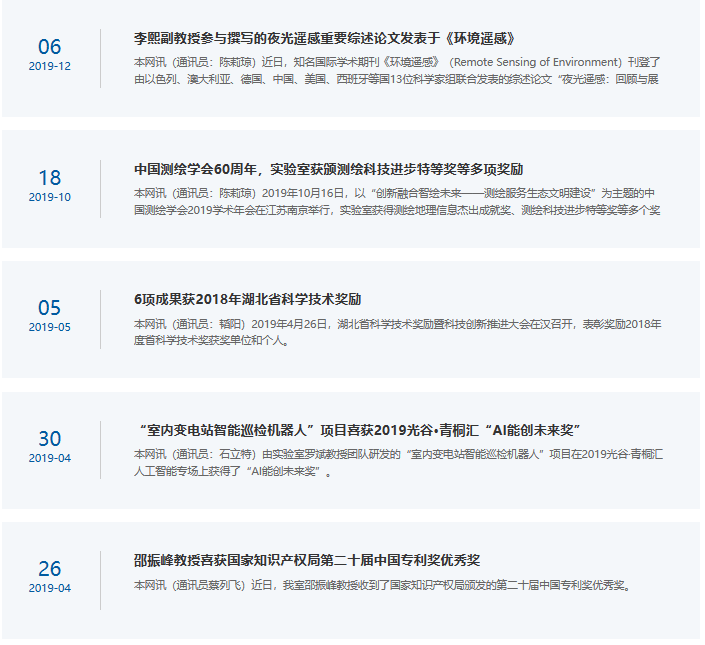 06
2019-12
李熙副教授参与撰写的夜光遥感重要综述论文发表于《环境遥感》
本网讯（通讯员：陈莉琼）近日，知名国际学术期刊《环境遥感》（Remote Sensing of Environment）刊登了
由以色列、澳大利亚、德国、中国、美国、西班牙等国13位科学家组联合发表的综述论文“夜光遥感：回顾与展
18
2019-10
中国测绘学会60周年，实验室获颁测绘科技进步特等奖等多项奖励
本网讯（通讯员：陈莉琼）2019年10月16日，以“创新融合智绘未来——测绘服务生态文明建设”为主题的中
国测绘学会2019学术年会在江苏南京举行，实验室获得测绘地理信息杰出成就奖、测绘科技进步特等奖等多个奖
05
2019-05
6项成果获2018年湖北省科学技术奖励
本网讯（通讯员：韬阳）2019年4月26日，湖北省科学技术奖励暨科技创新推进大会在汉召开，表彰奖励2018年
度省科学技术奖获奖单位和个人。
30
2019-04
“室内变电站智能巡检机器人”项目喜获2019光谷·青桐汇“AI能创未来奖”
本网讯（通讯员：石立特）由实验室罗斌教授团队研发的“室内变电站智能巡检机器人”项目在2019光谷·青桐汇
人工智能专场上获得了“AI能创未来奖”。
26
2019-04
邵振峰教授喜获国家知识产权局第二十届中国专利奖优秀奖
本网讯（通讯员蔡列飞）近日，我室邵振峰教授收到了国家知识产权局颁发的第二十届中国专利奖优秀奖。